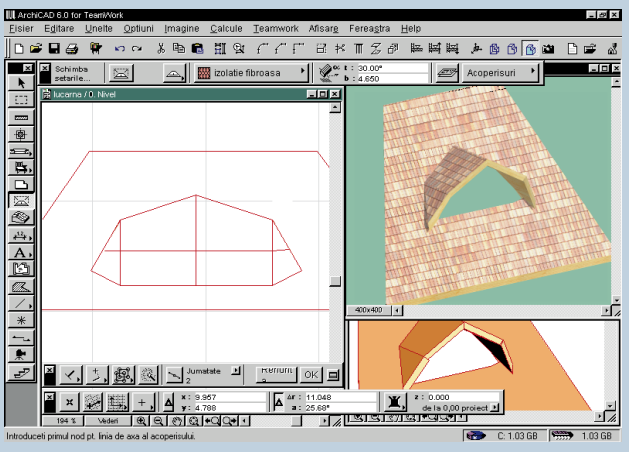 ArchiCAD 6.0 for TeamWork
Eisier Editare Unelte Optiuni Imagine Calcule Teamwork Afisare Fereastra Help
Schimba
setarile...
izolatie fibroasa
t : 30.00°
b : 4.650
Acoperisuri
lucarna / 0. Nivel
400x400
Jumatate
2
OK
x : 9.957
y : 4.788
Δr : 11.048
a : 25.68°
z : 0.000
de la 0,00 proiect
194 %
Vederi
Introduceti primul nod pt. linia de axa al acoperisului.
C: 1.03 GB
1.03 GB